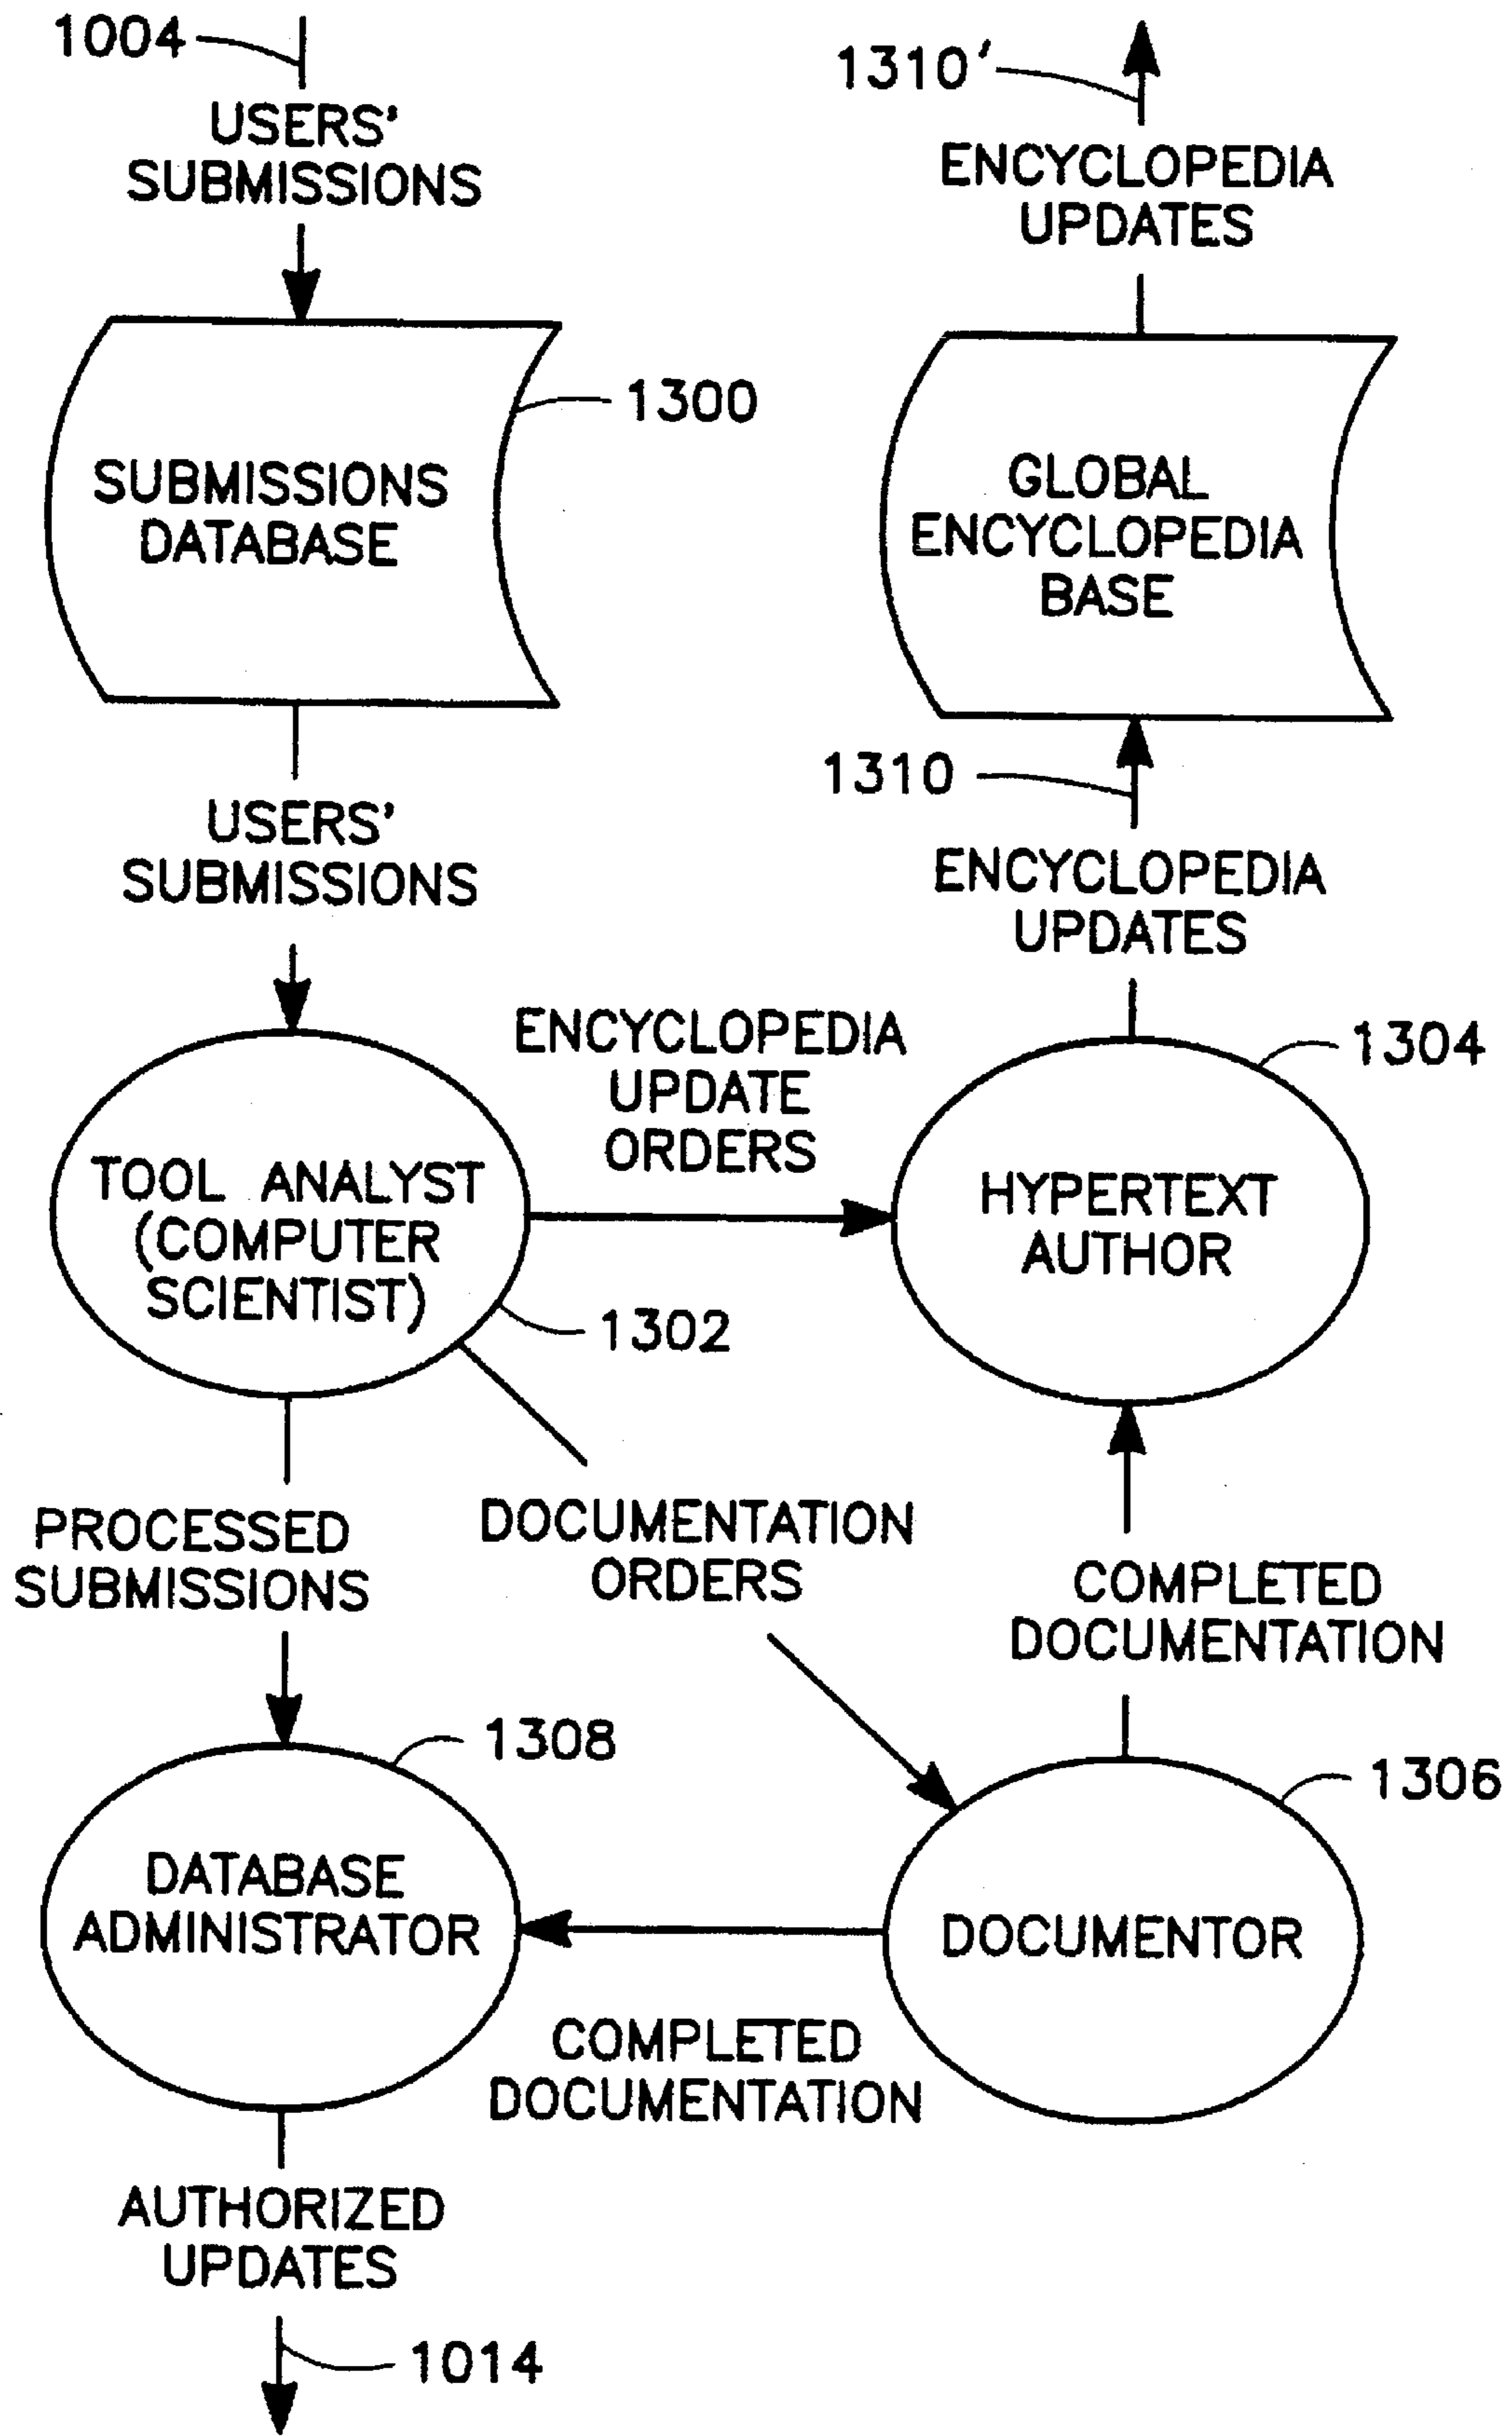 1004
USERS'
SUBMISSIONS
1310'
ENCYCLOPEDIA
UPDATES
1300
SUBMISSIONS
DATABASE
GLOBAL
ENCYCLOPEDIA
BASE
USERS'
SUBMISSIONS
1310
ENCYCLOPEDIA
UPDATES
TOOL ANALYST
(COMPUTER
SCIENTIST)
1302
ENCYCLOPEDIA
UPDATE
ORDERS
1304
HYPERTEXT
AUTHOR
PROCESSED
SUBMISSIONS
DOCUMENTATION
ORDERS
COMPLETED
DOCUMENTATION
1308
DATABASE
ADMINISTRATOR
1306
DOCUMENTOR
COMPLETED
DOCUMENTATION
AUTHORIZED
UPDATES
1014